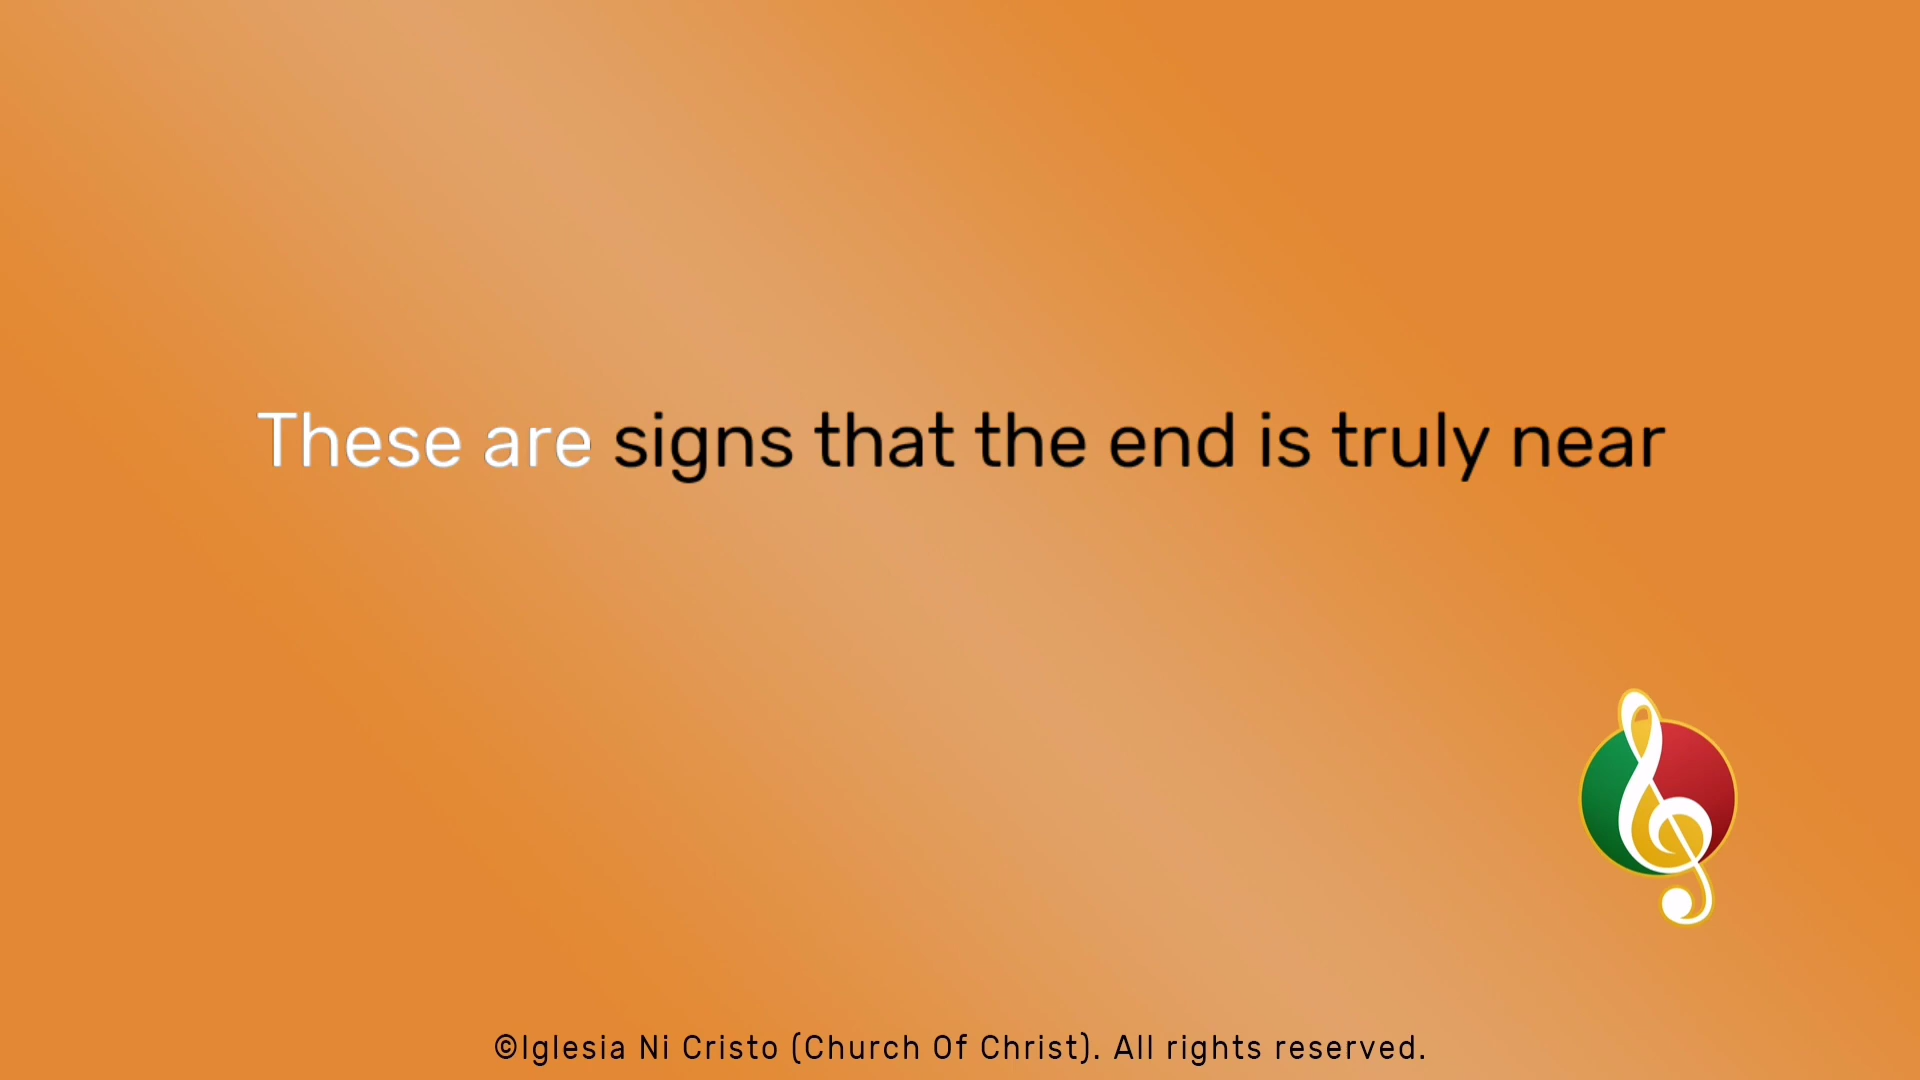 These are signs that the end is truly near
©Iglesia Ni Cristo (Church Of Christ). All rights reserved.